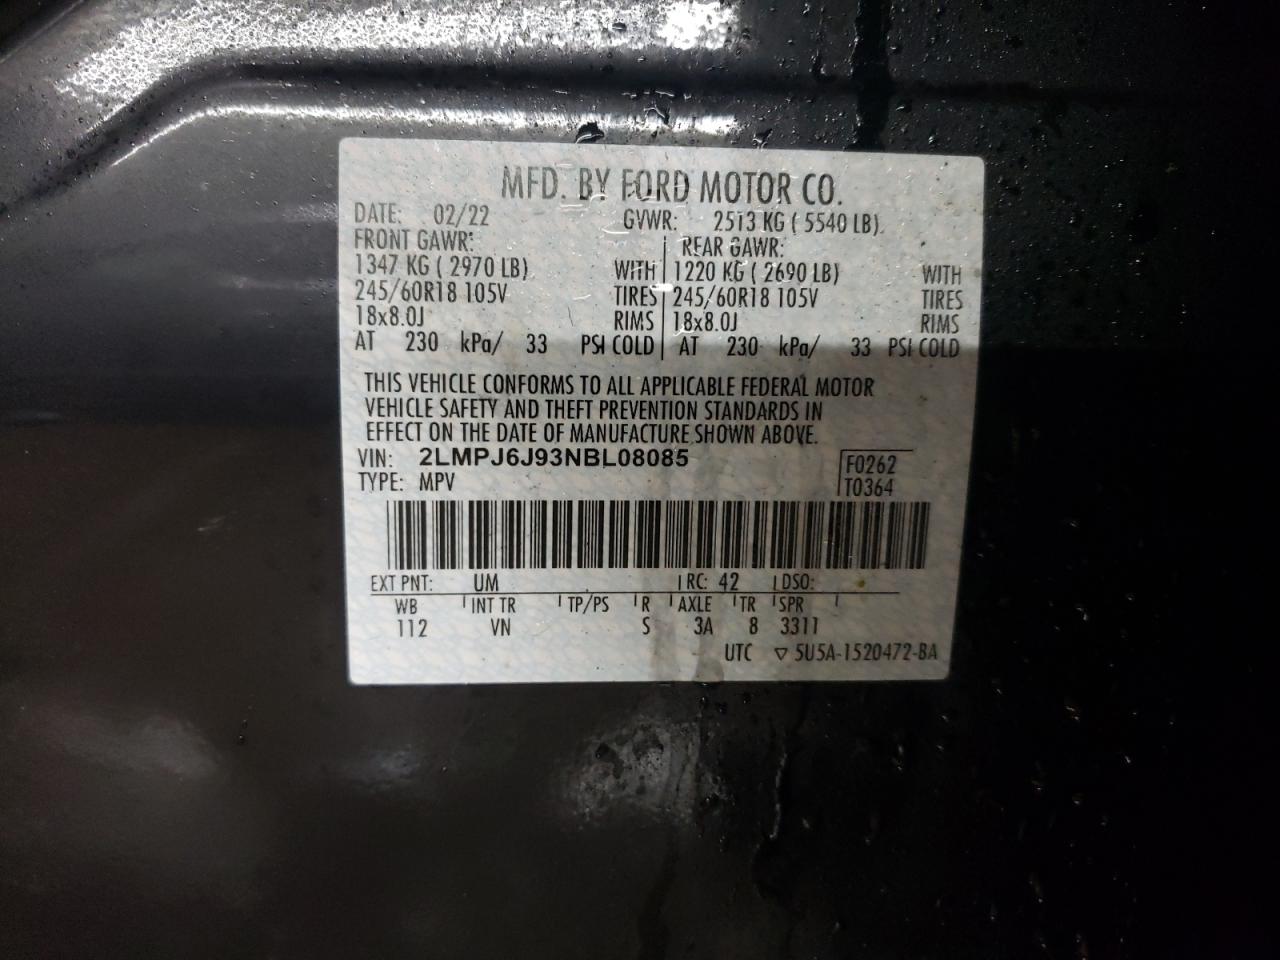 MFD. BY FORD MOTOR CO.
DATE: 02/22 GVWR: 2513 KG ( 5540 LB)
FRONT GAWR: REAR GAWR:
1347 KG ( 2970 LB) WITH 1220 KG ( 2690 LB) WITH
245/60R18 105V TIRES 245/60R18 105V TIRES
18x8.0J RIMS 18x8.0J RIMS
AT 230 kPa/ 33 PSI COLD AT 230 kPa/ 33 PSI COLD
THIS VEHICLE CONFORMS TO ALL APPLICABLE FEDERAL MOTOR
VEHICLE SAFETY AND THEFT PREVENTION STANDARDS IN
EFFECT ON THE DATE OF MANUFACTURE SHOWN ABOVE.
VIN: 2LMPJ6J93NBL08085 F0262
TYPE: MPV T0364
EXT PNT: UM RC: 42 DSO:
WB INT TR TP/PS R AXLE TR SPR
112 VN S 3A 8 3311
UTC ▽ 5U5A-1520472-BA